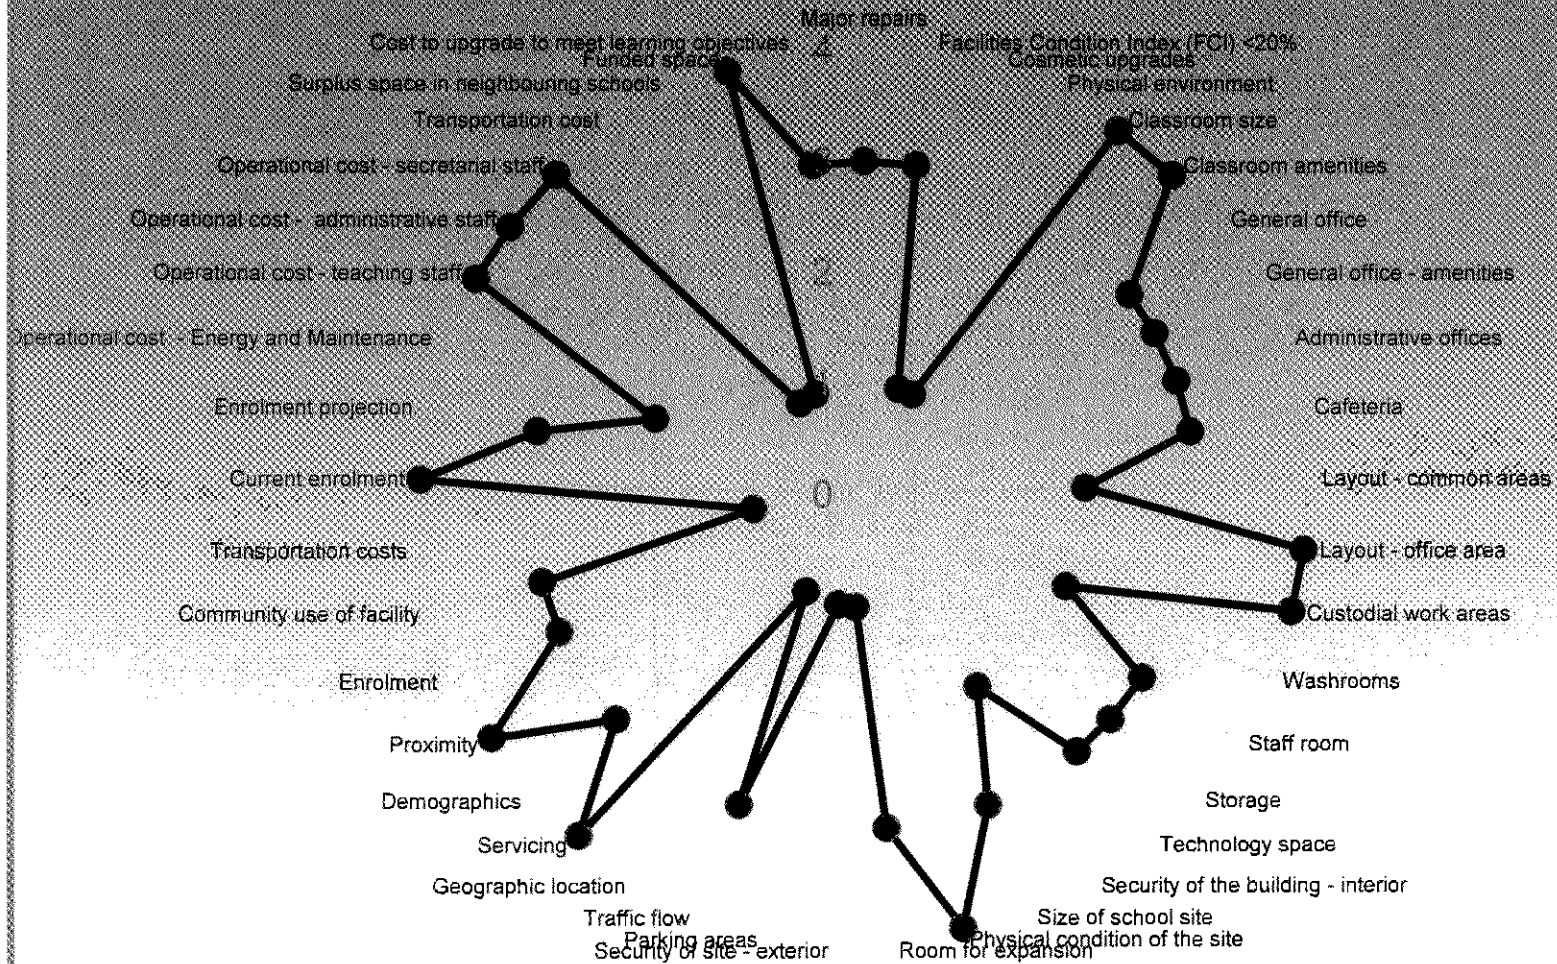 Major repairs
Cost to upgrade to meet learning objectives
4
Facilities Condition Index (FCI) <20%
Funded space
Cosmetic upgrades
Surplus space in neighbouring schools
Physical environment
Transportation cost
Classroom size
Operational cost - secretarial staff
3
Classroom amenities
Operational cost - administrative staff
General office
Operational cost - teaching staff
2
General office - amenities
Operational cost - Energy and Maintenance
Administrative offices
Enrolment projection
Cafeteria
Current enrolment
Layout - common areas
0
Transportation costs
Layout - office area
Community use of facility
Custodial work areas
Enrolment
Washrooms
Proximity
Staff room
Demographics
Storage
Servicing
Technology space
Geographic location
Security of the building - interior
Traffic flow
Size of school site
Parking areas
Physical condition of the site
Security of site - exterior
Room for expansion